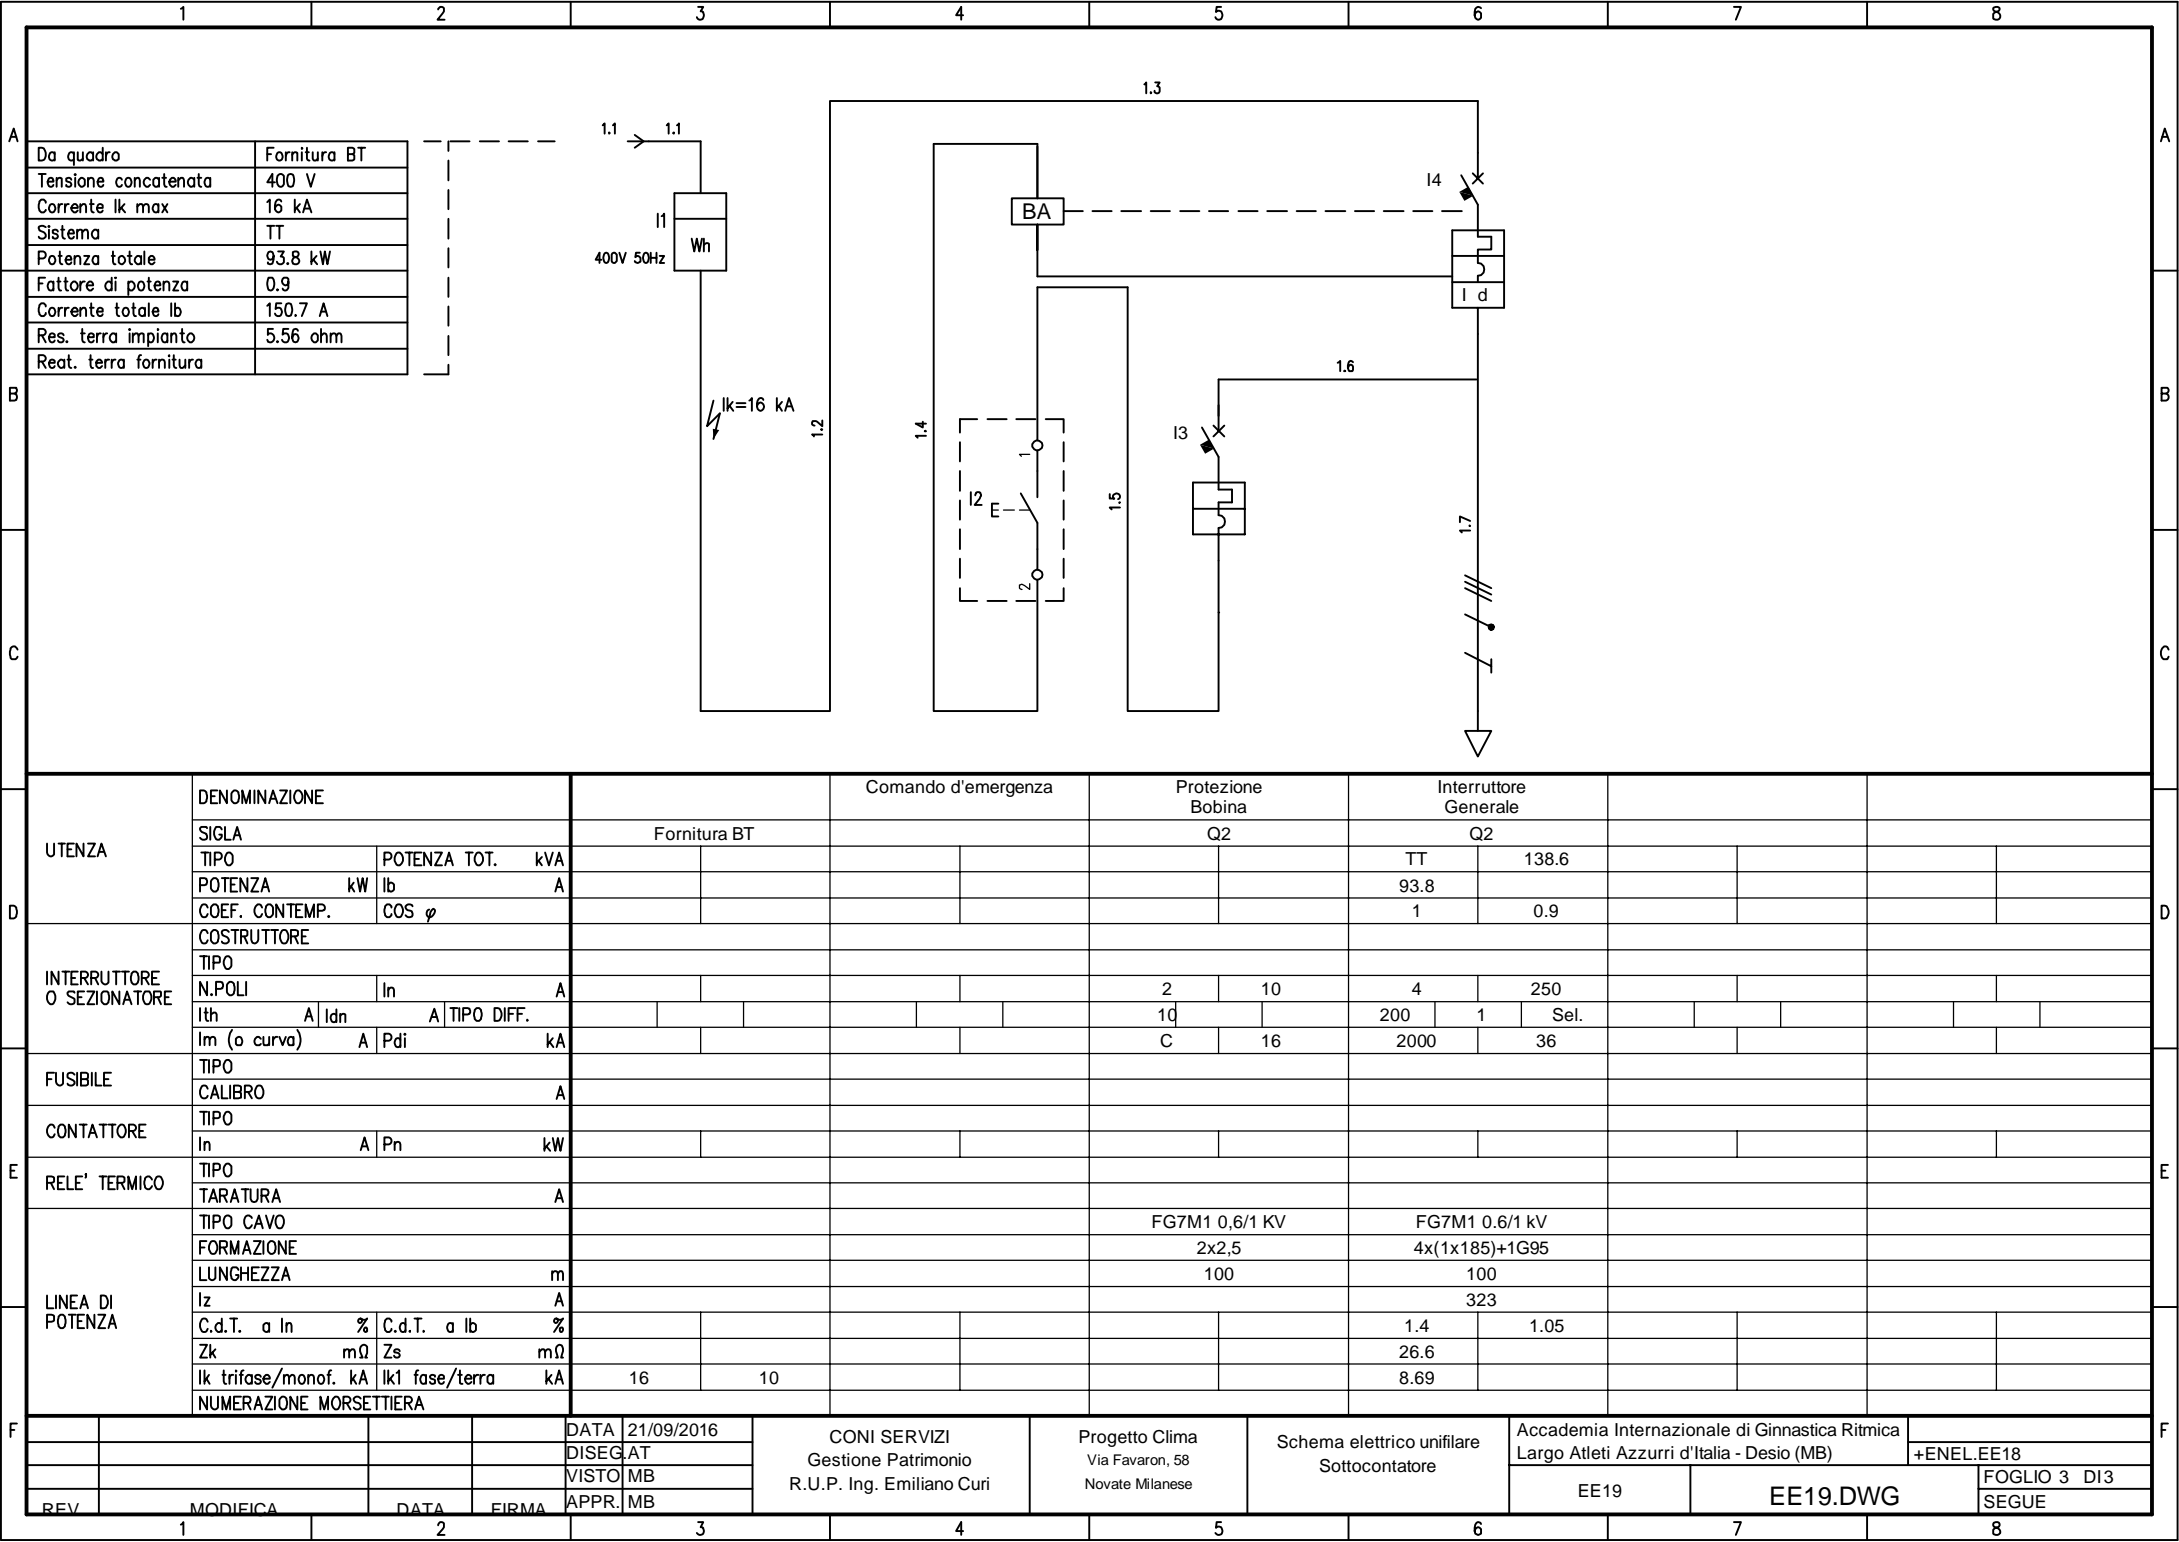 1 2 3 4 5 6 7 8
A A
B B
C C
D D
E E
F F
Da quadro Fornitura BT
Tensione concatenata 400 V
Corrente Ik max 16 kA
Sistema TT
Potenza totale 93.8 kW
Fattore di potenza 0.9
Corrente totale Ib 150.7 A
Res. terra impianto 5.56 ohm
Reat. terra fornitura
1.1 1.1
I1
Wh
400V 50Hz
Ik=16 kA
1.2
1.3
1.4
BA
I4
I d
1.6
1
I2 E
2
1.5
I3
1.7
UTENZA
DENOMINAZIONE Comando d'emergenza Protezione Bobina Interruttore Generale
SIGLA Fornitura BT Q2 Q2
TIPO POTENZA TOT. kVA TT 138.6
POTENZA kW Ib A 93.8
COEF. CONTEMP. COS φ 1 0.9
INTERRUTTORE O SEZIONATORE
COSTRUTTORE
TIPO
N.POLI In A 2 10 4 250
Ith A Idn A TIPO DIFF. 10 200 1 Sel.
Im (o curva) A Pdi kA C 16 2000 36
FUSIBILE
TIPO
CALIBRO A
CONTATTORE
TIPO
In A Pn kW
RELE' TERMICO
TIPO
TARATURA A
LINEA DI POTENZA
TIPO CAVO FG7M1 0,6/1 KV FG7M1 0.6/1 kV
FORMAZIONE 2x2,5 4x(1x185)+1G95
LUNGHEZZA m 100 100
Iz A 323
C.d.T. a In % C.d.T. a Ib % 1.4 1.05
Zk mΩ Zs mΩ 26.6
Ik trifase/monof. kA Ik1 fase/terra kA 16 10 8.69
NUMERAZIONE MORSETTIERA
REV. MODIFICA DATA FIRMA
DATA 21/09/2016
DISEG. AT
VISTO MB
APPR. MB
CONI SERVIZI
Gestione Patrimonio
R.U.P. Ing. Emiliano Curi
Progetto Clima
Via Favaron, 58
Novate Milanese
Schema elettrico unifilare
Sottocontatore
Accademia Internazionale di Ginnastica Ritmica
Largo Atleti Azzurri d'Italia - Desio (MB)
+ENEL.EE18
EE19
EE19.DWG
FOGLIO 3 DI 3
SEGUE
1 2 3 4 5 6 7 8